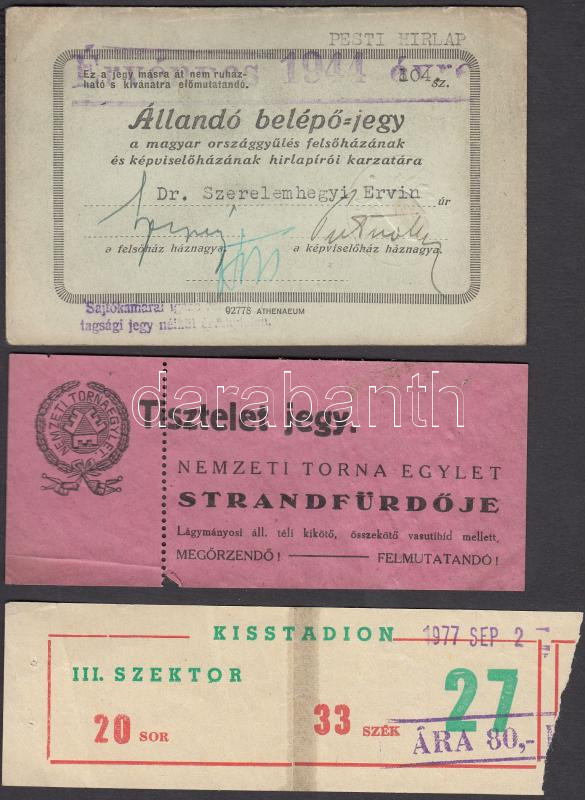 PESTI HIRLAP
Érvényes 1944 évre
Ez a jegy másra át nem ruház-
ható s kívánatra előmutatandó.
104. sz.
Állandó belépő-jegy
a magyar országgyűlés felsőházának
és képviselőházának hirlapírói karzatára
Dr. Szerelemhegyi Ervin úr
a felsőház háznagya.
a képviselőház háznagya.
Sajtókamarai
tagsági jegy nélkül
92778 ATHENAEUM
darabanth
NEMZETI TORNA EGYLET
Tisztelet jegy.
NEMZETI TORNA EGYLET
STRANDFÜRDŐJE
Lágymányosi áll. téli kikötő, összekötő vasutihíd mellett.
MEGŐRZENDŐ! FELMUTATANDÓ!
KISSTADION
1977 SEP 2
III. SZEKTOR
27
20 SOR
33 SZÉK
ÁRA 80,-